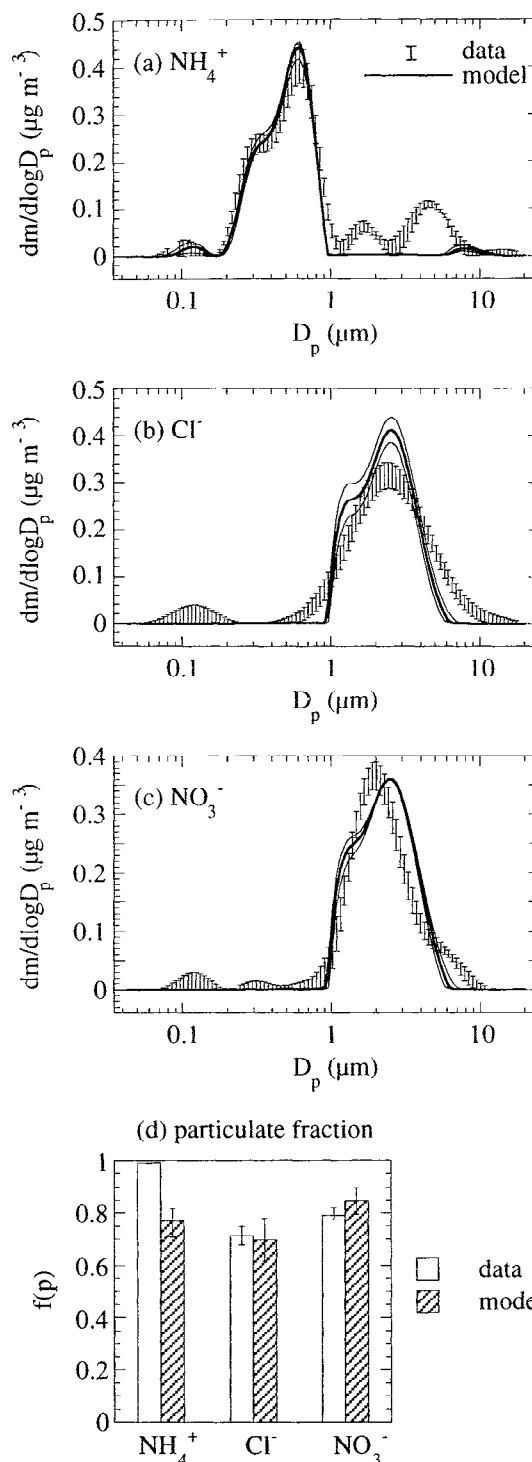 (a) NH₄⁺
data
model
dm/dlogDₚ (μg m⁻³)
0.5
0.4
0.3
0.2
0.1
0
0.1
1
10
Dₚ (μm)
(b) Cl⁻
dm/dlogDₚ (μg m⁻³)
0.5
0.4
0.3
0.2
0.1
0
0.1
1
10
Dₚ (μm)
(c) NO₃⁻
dm/dlogDₚ (μg m⁻³)
0.4
0.3
0.2
0.1
0
0.1
1
10
Dₚ (μm)
(d) particulate fraction
f(p)
1
0.8
0.6
0.4
0.2
0
data
mode
NH₄⁺ Cl⁻ NO₃⁻